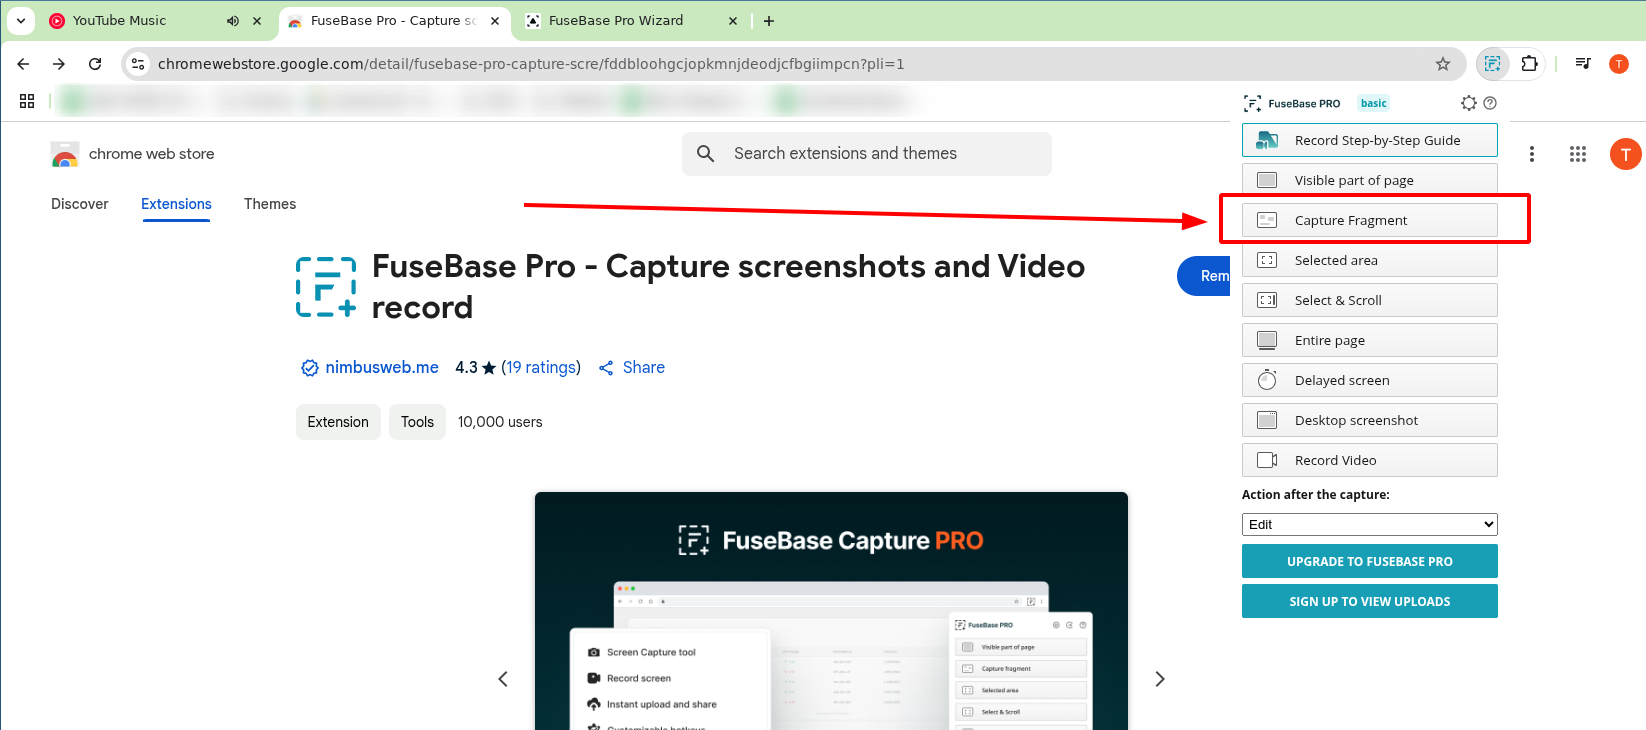 YouTube Music
FuseBase Pro - Capture sc
FuseBase Pro Wizard
chromewebstore.google.com/detail/fusebase-pro-capture-scre/fddbloohgcjopkmnjdeodjcfbgiimpcn?pli=1
T
FuseBase PRO
basic
chrome web store
Search extensions and themes
T
Discover
Extensions
Themes
FuseBase Pro - Capture screenshots and Video
record
Rem
nimbusweb.me
4.3 ★ (19 ratings)
Share
Extension
Tools
10,000 users
Record Step-by-Step Guide
Visible part of page
Capture Fragment
Selected area
Select & Scroll
Entire page
Delayed screen
Desktop screenshot
Record Video
Action after the capture:
Edit
UPGRADE TO FUSEBASE PRO
SIGN UP TO VIEW UPLOADS
FuseBase Capture PRO
Screen Capture tool
Record screen
Instant upload and share
Customizable hotkeys
FuseBase PRO
Visible part of page
Capture fragment
Selected area
Select & Scroll